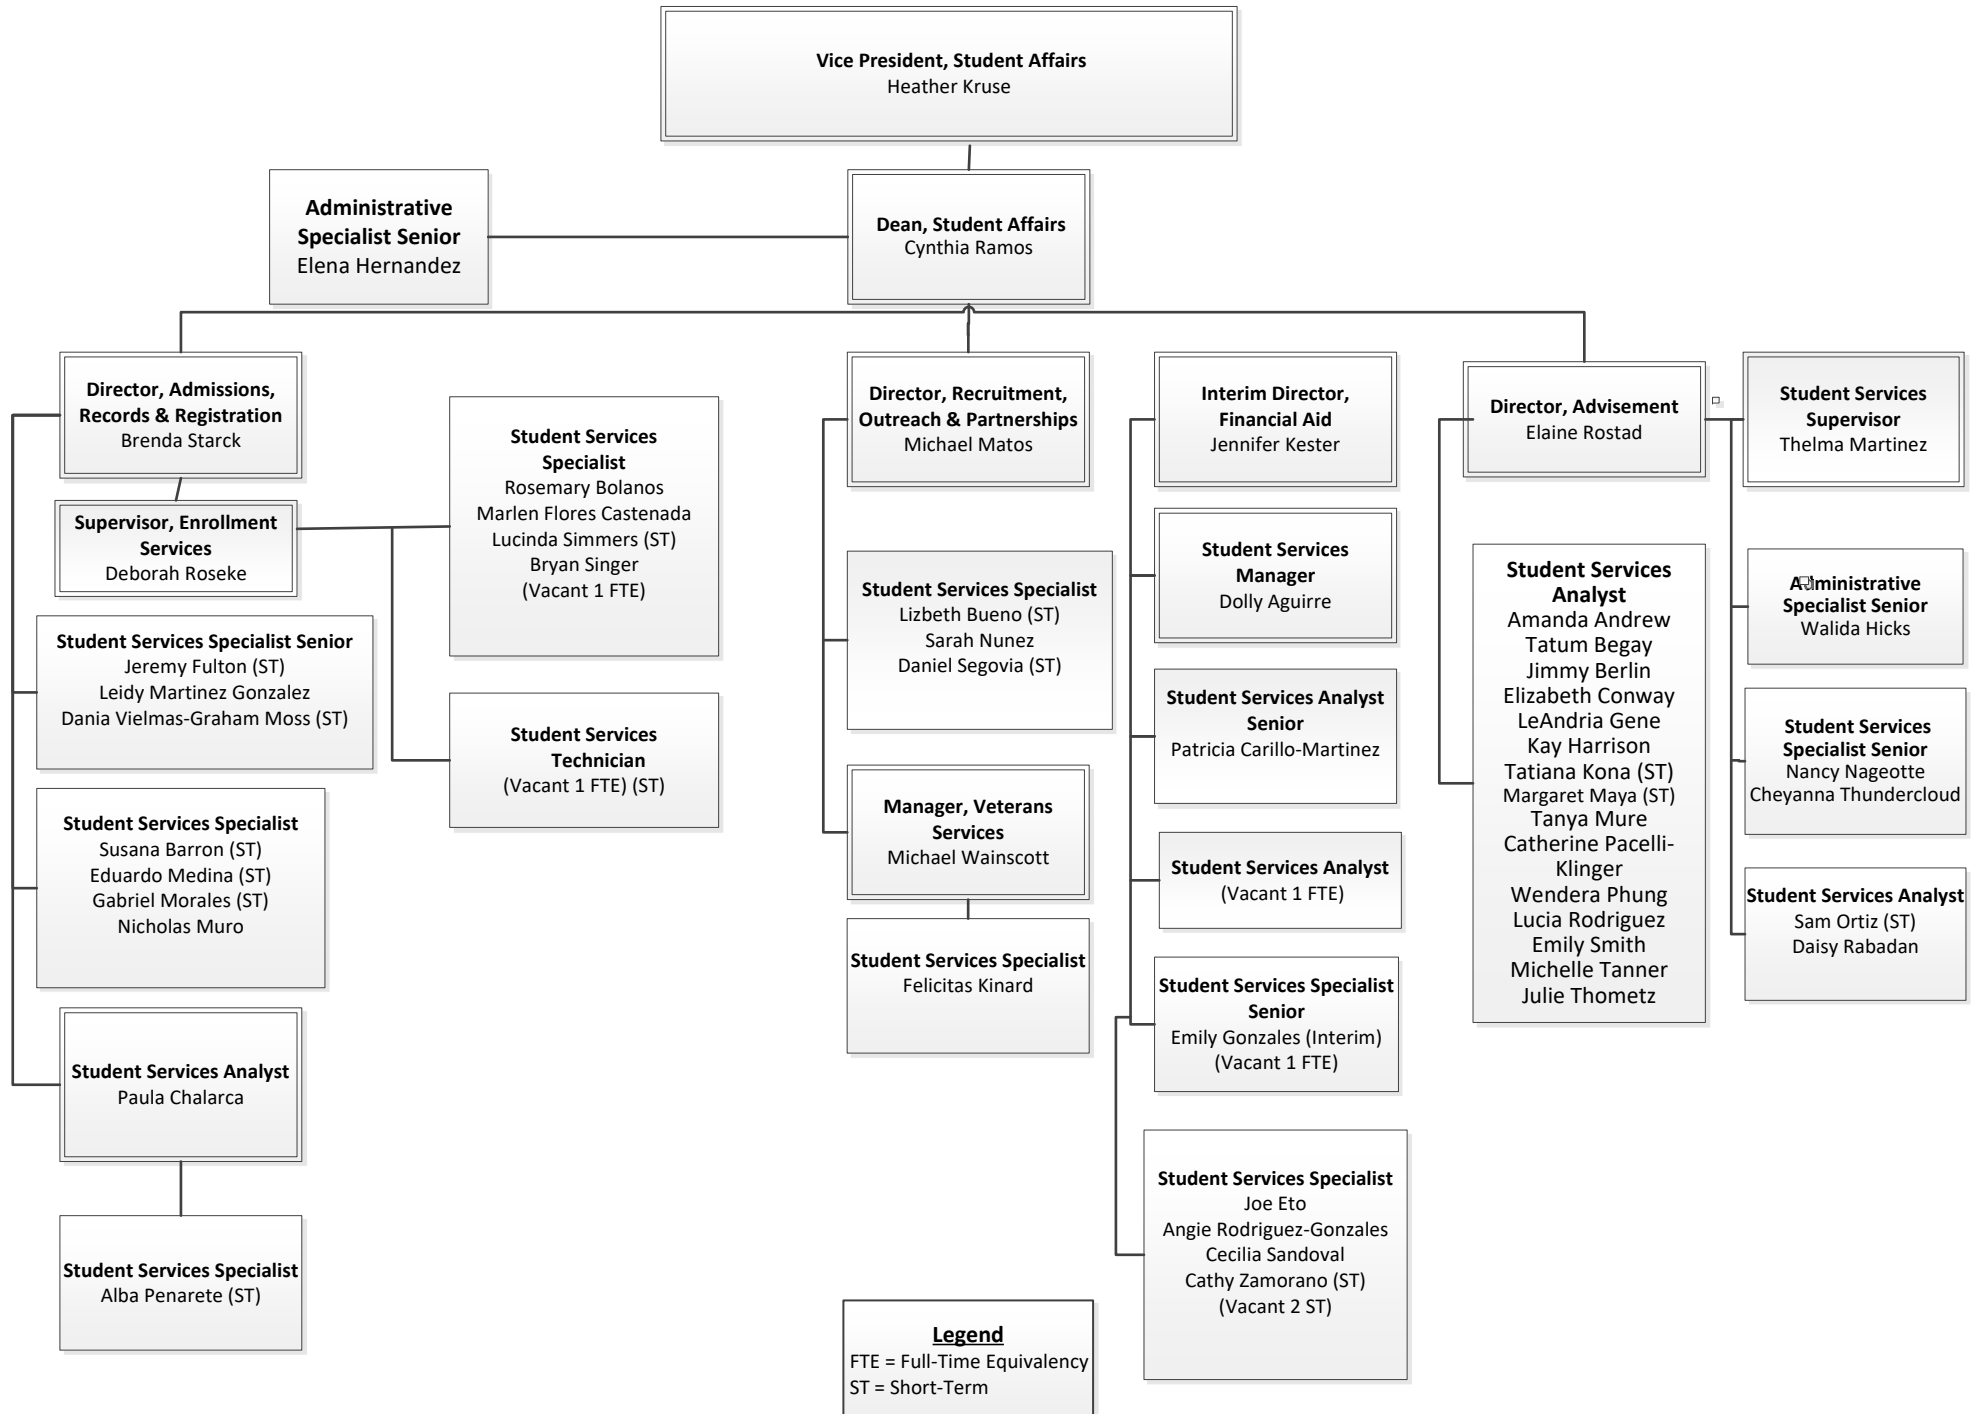 Vice President, Student Affairs
Heather Kruse
Administrative
Specialist Senior
Elena Hernandez
Dean, Student Affairs
Cynthia Ramos
Director, Admissions,
Records & Registration
Brenda Starck
Supervisor, Enrollment
Services
Deborah Roseke
Student Services
Specialist
Rosemary Bolanos
Marlen Flores Castenada
Lucinda Simmers (ST)
Bryan Singer
(Vacant 1 FTE)
Student Services
Technician
(Vacant 1 FTE) (ST)
Student Services Specialist Senior
Jeremy Fulton (ST)
Leidy Martinez Gonzalez
Dania Vielmas-Graham Moss (ST)
Student Services Specialist
Susana Barron (ST)
Eduardo Medina (ST)
Gabriel Morales (ST)
Nicholas Muro
Student Services Analyst
Paula Chalarca
Student Services Specialist
Alba Penarete (ST)
Director, Recruitment,
Outreach & Partnerships
Michael Matos
Student Services Specialist
Lizbeth Bueno (ST)
Sarah Nunez
Daniel Segovia (ST)
Manager, Veterans
Services
Michael Wainscott
Student Services Specialist
Felicitas Kinard
Interim Director,
Financial Aid
Jennifer Kester
Student Services
Manager
Dolly Aguirre
Student Services Analyst
Senior
Patricia Carillo-Martinez
Student Services Analyst
(Vacant 1 FTE)
Student Services Specialist
Senior
Emily Gonzales (Interim)
(Vacant 1 FTE)
Student Services Specialist
Joe Eto
Angie Rodriguez-Gonzales
Cecilia Sandoval
Cathy Zamorano (ST)
(Vacant 2 ST)
Director, Advisement
Elaine Rostad
Student Services
Analyst
Amanda Andrew
Tatum Begay
Jimmy Berlin
Elizabeth Conway
LeAndria Gene
Kay Harrison
Tatiana Kona (ST)
Margaret Maya (ST)
Tanya Mure
Catherine Pacelli-
Klinger
Wendera Phung
Lucia Rodriguez
Emily Smith
Michelle Tanner
Julie Thometz
Student Services
Supervisor
Thelma Martinez
Administrative
Specialist Senior
Walida Hicks
Student Services
Specialist Senior
Nancy Nageotte
Cheyanna Thundercloud
Student Services Analyst
Sam Ortiz (ST)
Daisy Rabadan
Legend
FTE = Full-Time Equivalency
ST = Short-Term